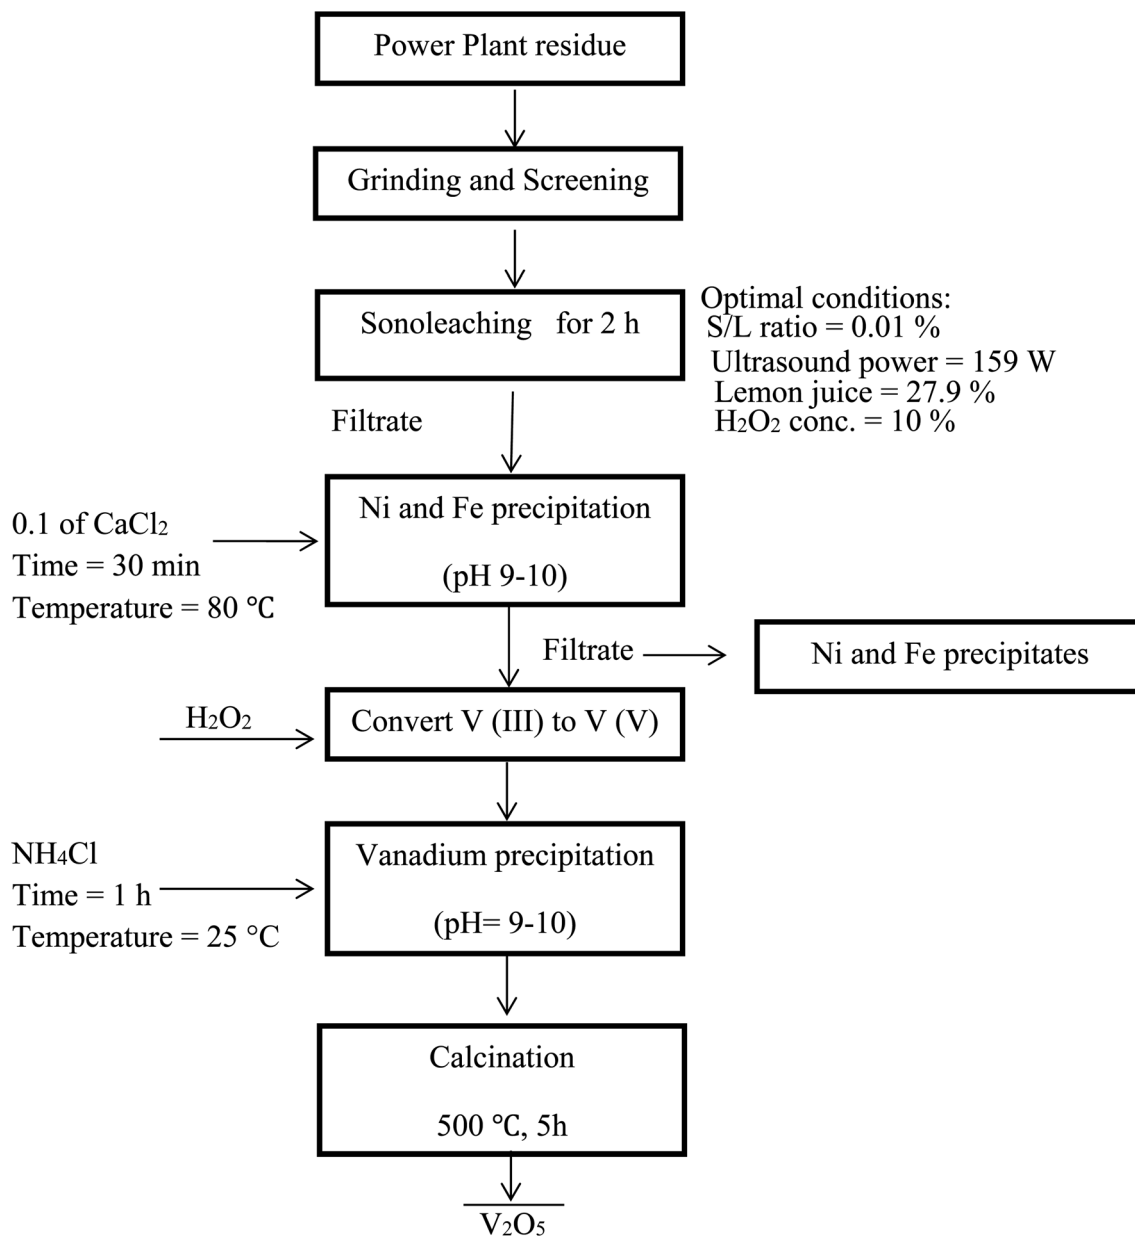 Power Plant residue
Grinding and Screening
Sonoleaching for 2 h
Optimal conditions:
S/L ratio = 0.01 %
Ultrasound power = 159 W
Lemon juice = 27.9 %
H₂O₂ conc. = 10 %
Filtrate
Ni and Fe precipitation
(pH 9-10)
0.1 of CaCl₂
Time = 30 min
Temperature = 80 °C
Filtrate
Ni and Fe precipitates
H₂O₂
Convert V (III) to V (V)
NH₄Cl
Time = 1 h
Temperature = 25 °C
Vanadium precipitation
(pH= 9-10)
Calcination
500 °C, 5h
V₂O₅